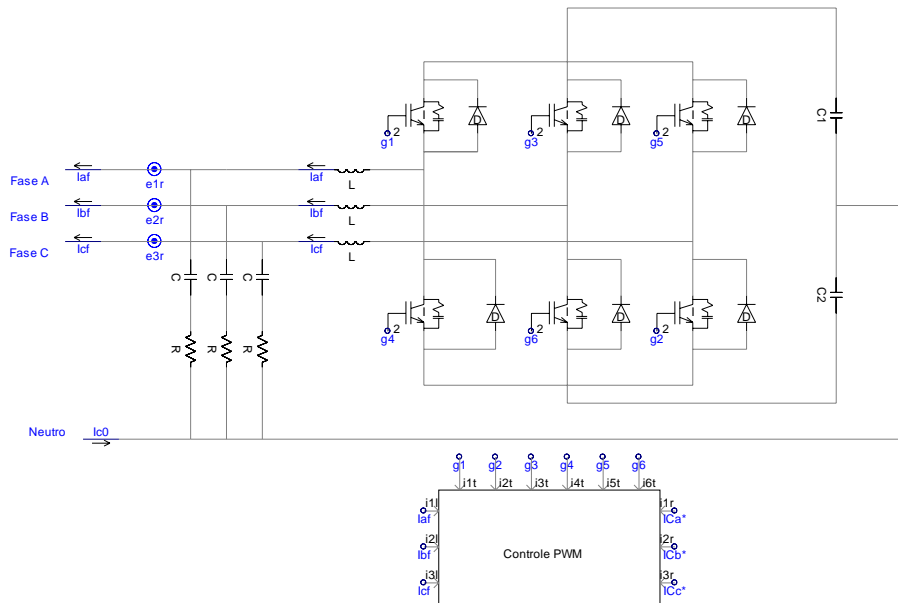 C1
D
D
D
2
g1
2
g3
2
g5
Fase A
Iaf
e1r
Iaf
L
Fase B
Ibf
e2r
Ibf
L
Fase C
Icf
e3r
Icf
L
C
C
C
C2
D
D
D
2
g4
2
g6
2
g2
R
R
R
Neutro
Ic0
g1
g2
g3
g4
g5
g6
i1t
i2t
i3t
i4t
i5t
i6t
i1l
Iaf
i1r
ICa*
i2l
Ibf
Controle PWM
i2r
ICb*
i3l
Icf
i3r
ICc*